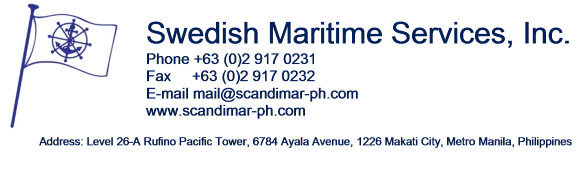 Swedish Maritime Services, Inc.
Phone +63 (0)2 917 0231
Fax +63 (0)2 917 0232
E-mail mail@scandimar-ph.com
www.scandimar-ph.com
Address: Level 26-A Rufino Pacific Tower, 6784 Ayala Avenue, 1226 Makati City, Metro Manila, Philippines